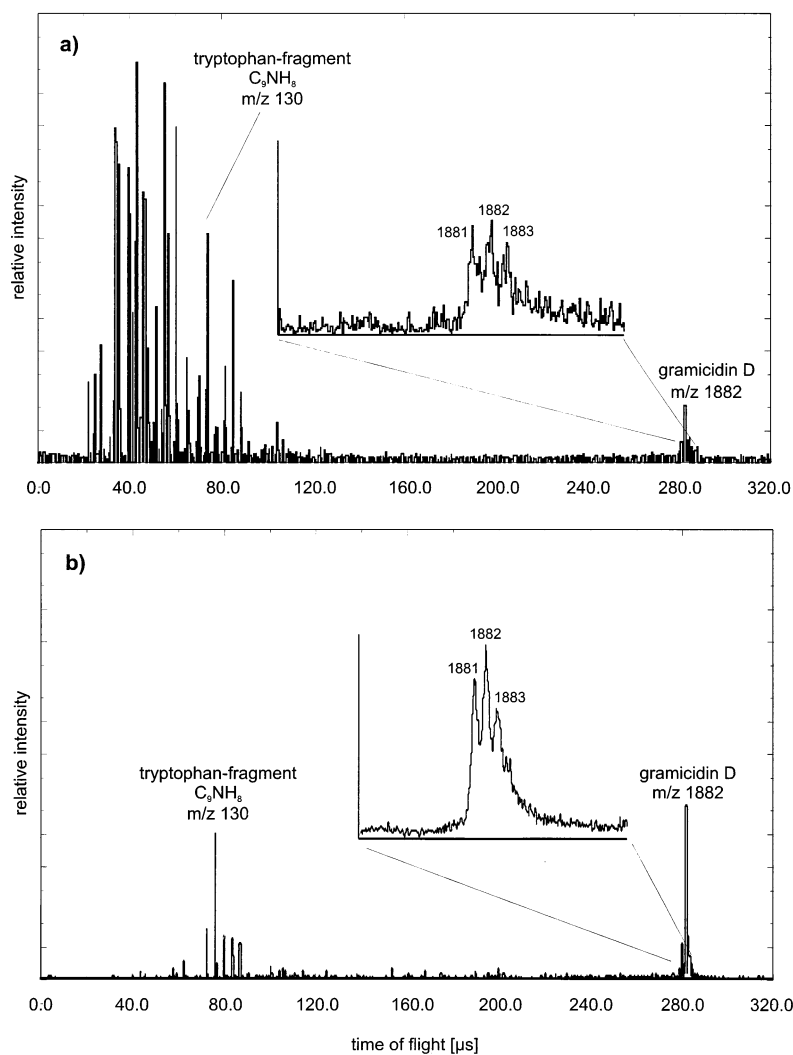 a)
tryptophan-fragment
C₉NH₈
m/z 130
1881
1882
1883
gramicidin D
m/z 1882
relative intensity
0:0
40.0
80.0
120.0
160.0
200.0
240.0
280.0
320.0
b)
1882
1881
1883
tryptophan-fragment
C₉NH₈
m/z 130
gramicidin D
m/z 1882
relative intensity
0:0
40.0
80.0
120.0
160.0
200.0
240.0
280.0
320.0
time of flight [µs]